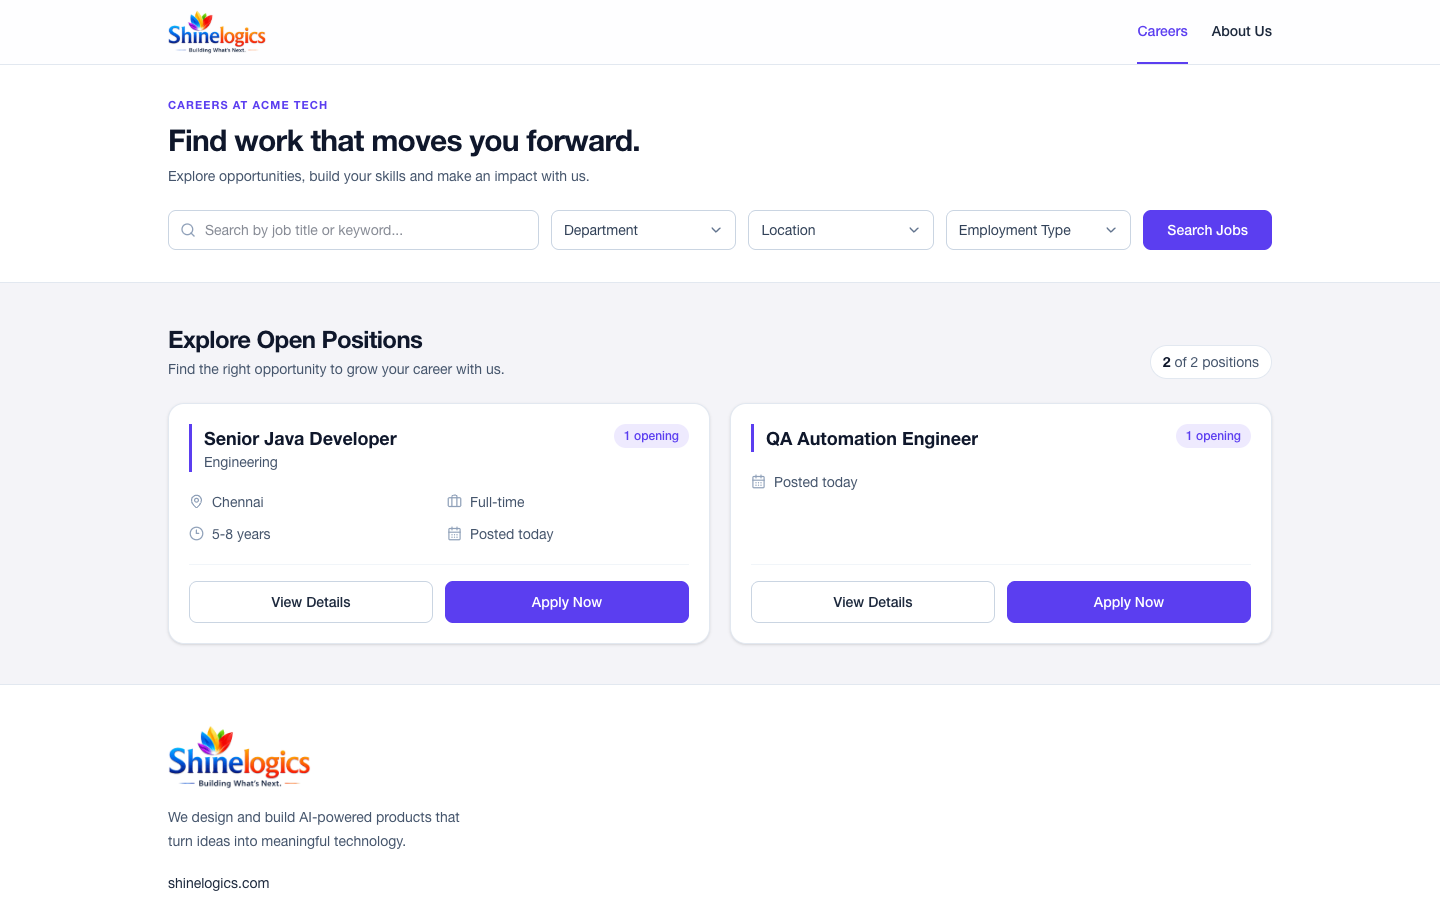 Shinelogics
Building What's Next.
Careers
About Us
CAREERS AT ACME TECH
Find work that moves you forward.
Explore opportunities, build your skills and make an impact with us.
Search by job title or keyword...
Department
Location
Employment Type
Search Jobs
Explore Open Positions
Find the right opportunity to grow your career with us.
2 of 2 positions
Senior Java Developer
1 opening
Engineering
Chennai
Full-time
5-8 years
Posted today
View Details
Apply Now
QA Automation Engineer
1 opening
Posted today
View Details
Apply Now
Shinelogics
Building What's Next.
We design and build AI-powered products that
turn ideas into meaningful technology.
shinelogics.com